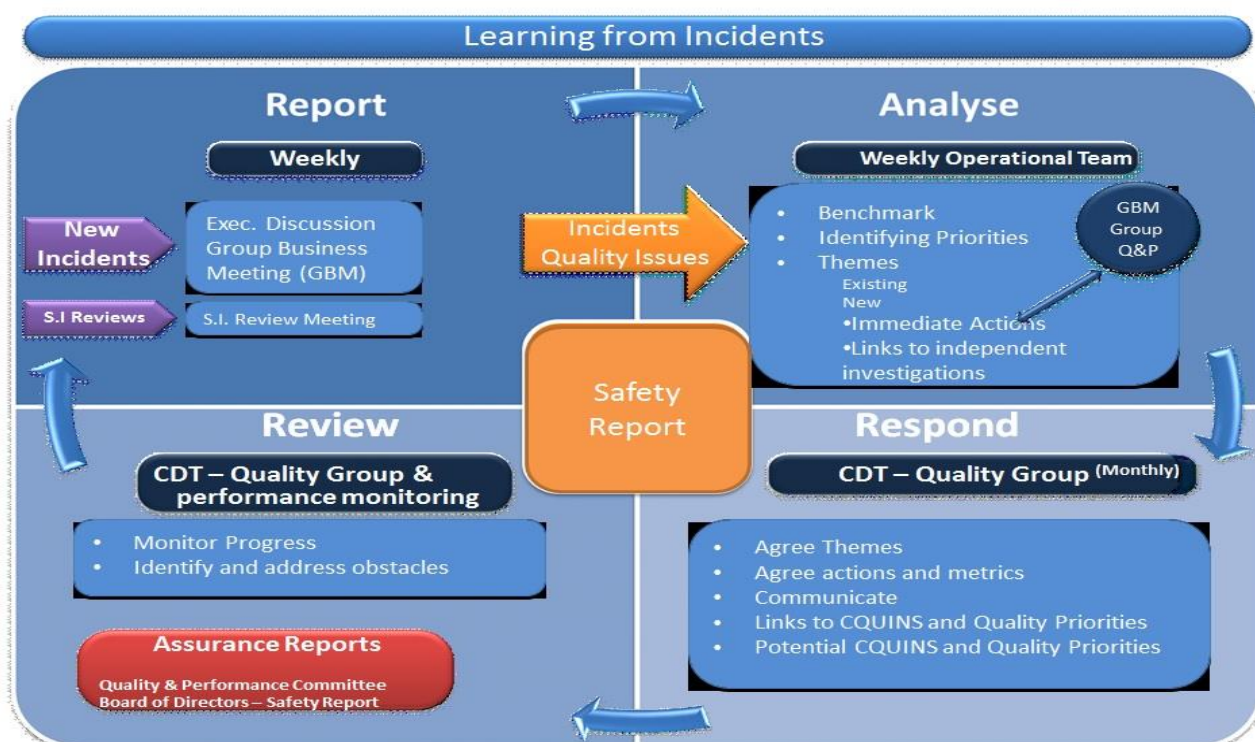 Learning from Incidents
Report
Weekly
New
Incidents
Exec. Discussion
Group Business
Meeting (GBM)
S.I Reviews
S.I. Review Meeting
Incidents
Quality Issues
Analyse
Weekly Operational Team
• Benchmark
• Identifying Priorities
• Themes
Existing
New
•Immediate Actions
•Links to independent
investigations
GBM
Group
Q&P
Safety
Report
Review
CDT – Quality Group &
performance monitoring
• Monitor Progress
• Identify and address obstacles
Assurance Reports
Quality & Performance Committee
Board of Directors – Safety Report
Respond
CDT – Quality Group (Monthly)
• Agree Themes
• Agree actions and metrics
• Communicate
• Links to CQUINS and Quality Priorities
• Potential CQUINS and Quality Priorities